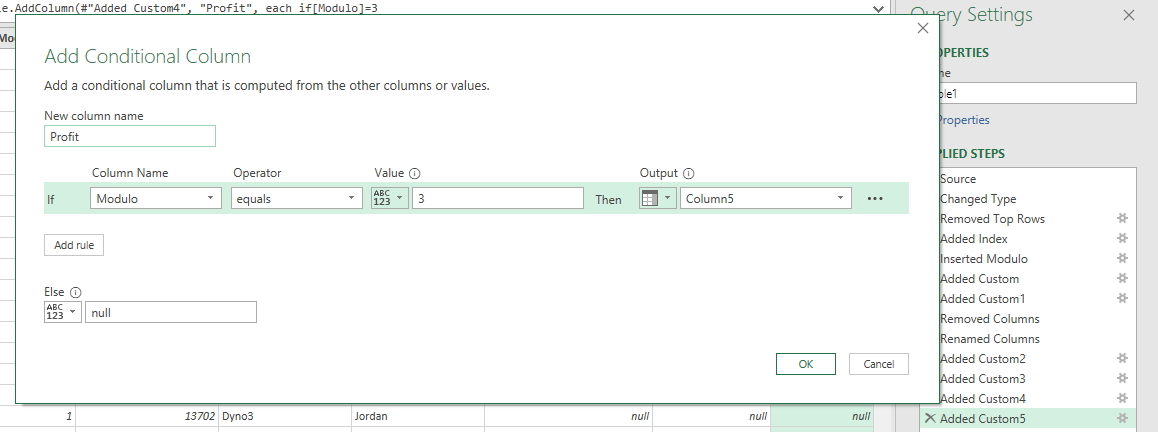 le.AddColumn(#"Added Custom4", "Profit", each if[Modulo]=3
Query Settings
Mo
Add Conditional Column
Add a conditional column that is computed from the other columns or values.
New column name
Profit
Column Name Operator Value Output
If Modulo equals ABC 123 3 Then Column5 ...
Add rule
Else
ABC 123 null
OK Cancel
1 13702 Dyno3 Jordan null null null
OPERTIES
me
ble1
Properties
PLIED STEPS
Source
Changed Type
Removed Top Rows
Added Index
Inserted Modulo
Added Custom
Added Custom1
Removed Columns
Renamed Columns
Added Custom2
Added Custom3
Added Custom4
Added Custom5